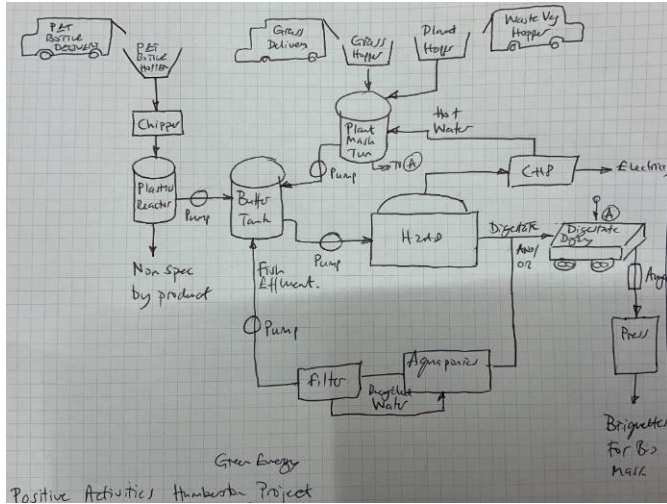 PET
Bottle
Delivery
PET
Bottle
Hopper
Grass
Delivery
Grass
Hopper
Plant
Hopper
Waste Veg
Hopper
Chipper
Plant
Mash
Tun
Hot
Water
TO A
Pump
CHP
Electric
Plastic
Reactor
Pump
Buffer
Tank
Pump
H2AD
Digestate
AND/
OR
A
Digestate
Non spec
by product
Fish
Effluent.
Pump
Press
Filter
Aquaponics
Water
Briquettes
For Bio
Mass
Green Energy
Positive Activities Humberston Project